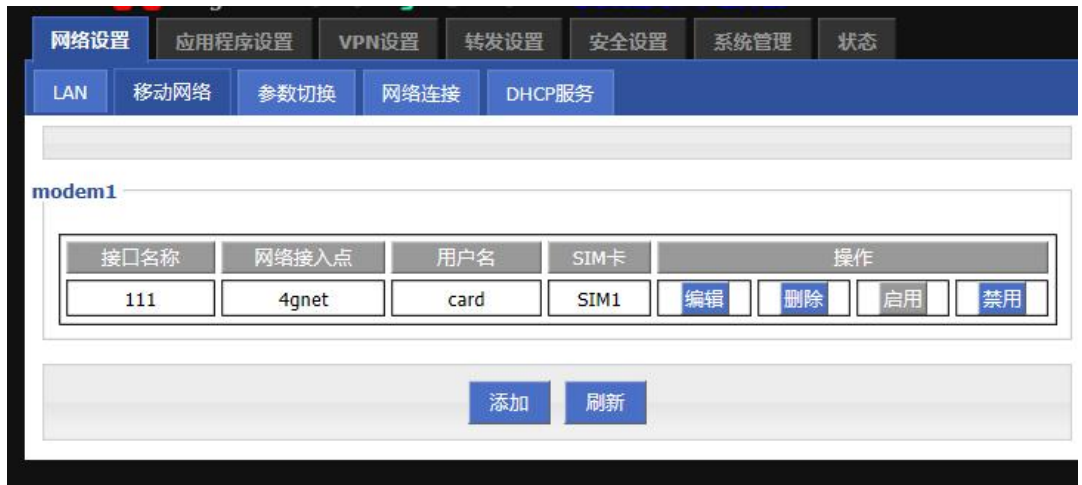 网络设置 应用程序设置 VPN设置 转发设置 安全设置 系统管理 状态
LAN 移动网络 参数切换 网络连接 DHCP服务
modem1
接口名称 网络接入点 用户名 SIM卡 操作
111 4gnet card SIM1 编辑 删除 启用 禁用
添加 刷新